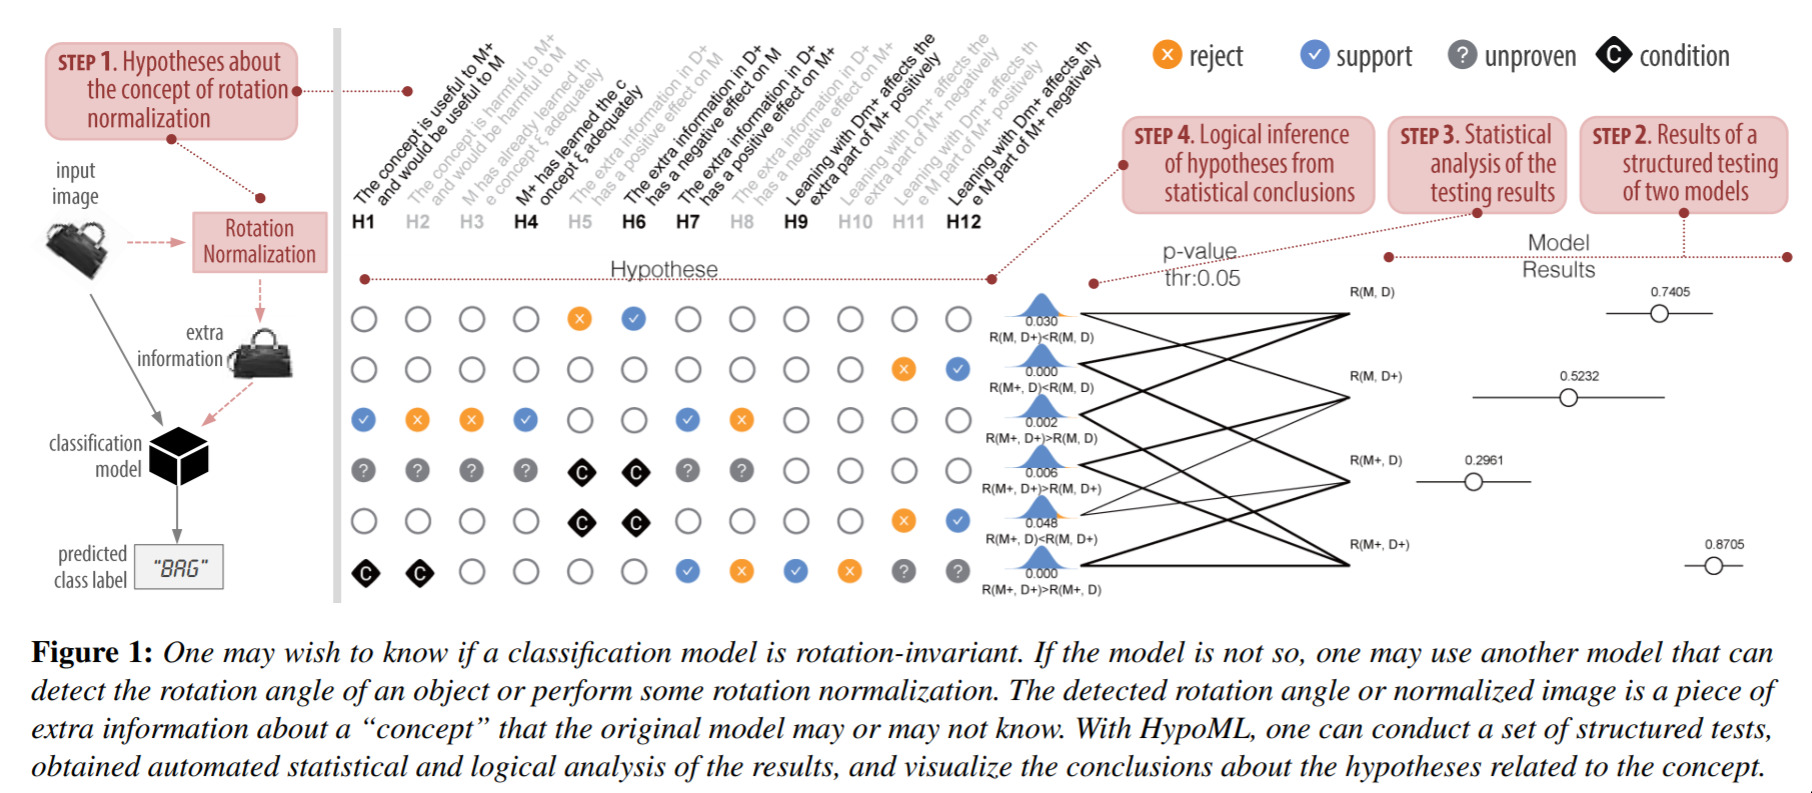 STEP 1. Hypotheses about
the concept of rotation
normalization
input
image
Rotation
Normalization
extra
information
classification
model
predicted
class label
"BAG"
The concept is useful to M+
and would be useful to M
The concept is harmful to M+
and would be harmful to M
M has already learned th
e concept ξ adequately
M+ has learned the c
oncept ξ adequately
The extra information in D+
has a positive effect on M
The extra information in D+
has a negative effect on M
The extra information in D+
has a positive effect on M+
The extra information in D+
has a negative effect on M+
Leaning with Dm+ affects the
extra part of M+ positively
Leaning with Dm+ affects the
extra part of M+ negatively
Leaning with Dm+ affects th
e M part of M+ positively
Leaning with Dm+ affects th
e M part of M+ negatively
H1 H2 H3 H4 H5 H6 H7 H8 H9 H10 H11 H12
Hypothese
reject support unproven condition
STEP 4. Logical inference
of hypotheses from
statistical conclusions
STEP 3. Statistical
analysis of the
testing results
STEP 2. Results of a
structured testing
of two models
p-value
thr:0.05
Model
Results
? ? ? ? C C ? ?
C C
C C ? ?
0.030
R(M, D+)<R(M, D)
0.000
R(M+, D)<R(M, D)
0.002
R(M+, D+)>R(M, D)
0.006
R(M+, D+)>R(M, D+)
0.048
R(M+, D)<R(M, D+)
0.000
R(M+, D+)>R(M+, D)
R(M, D) 0.7405
R(M, D+) 0.5232
R(M+, D) 0.2961
R(M+, D+) 0.8705
Figure 1: One may wish to know if a classification model is rotation-invariant. If the model is not so, one may use another model that can
detect the rotation angle of an object or perform some rotation normalization. The detected rotation angle or normalized image is a piece of
extra information about a “concept” that the original model may or may not know. With HypoML, one can conduct a set of structured tests,
obtained automated statistical and logical analysis of the results, and visualize the conclusions about the hypotheses related to the concept.